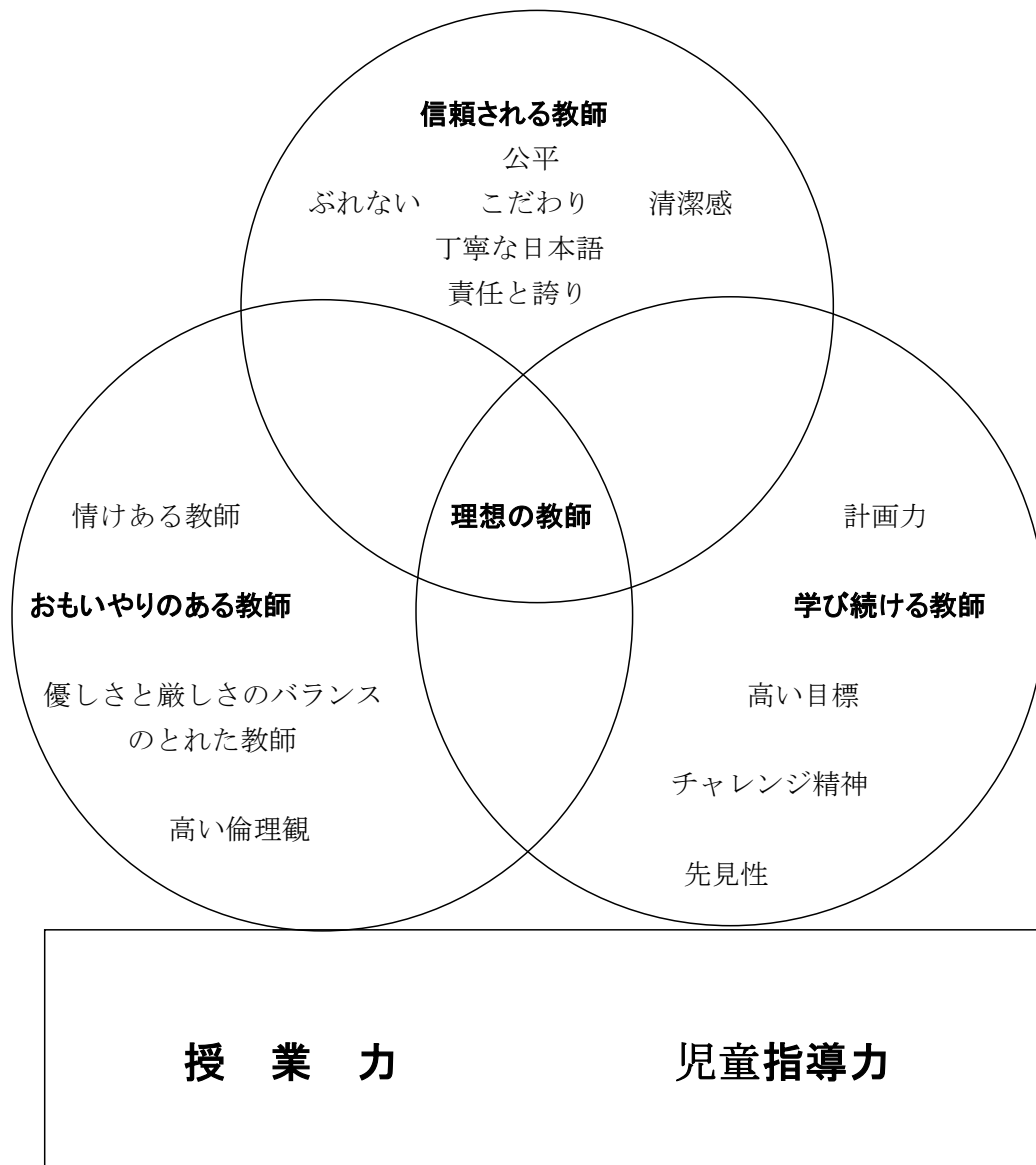 信頼される教師
公平
ぶれない　こだわり　清潔感
丁寧な日本語
責任と誇り
情けある教師
理想の教師
計画力
おもいやりのある教師
学び続ける教師
優しさと厳しさのバランス
のとれた教師
高い目標
チャレンジ精神
高い倫理観
先見性
授　業　力
児童指導力